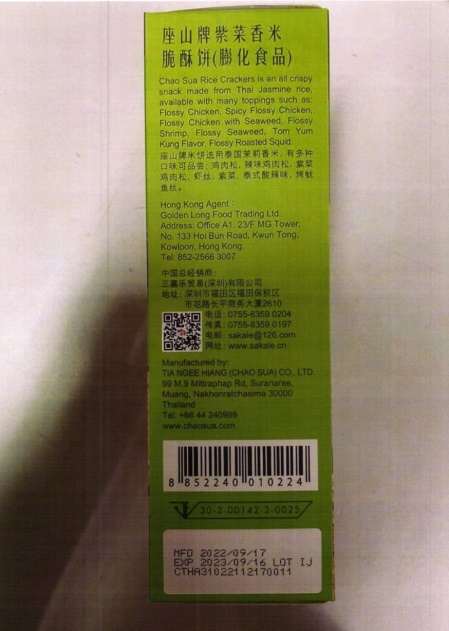 座山牌紫菜香米
脆酥饼(膨化食品)
Chao Sua Rice Crackers is an all crispy
snack made from Thai Jasmine rice,
available with many toppings such as:
Flossy Chicken, Spicy Flossy Chicken,
Flossy Chicken with Seaweed, Flossy
Shrimp, Flossy Seaweed, Tom Yum
Kung Flavor, Flossy Roasted Squid.
座山牌米饼选用泰国茉莉香米，有多种
口味可品尝: 鸡肉松, 辣味鸡肉松, 紫菜
鸡肉松, 虾丝, 紫菜, 泰式酸辣味, 烤鱿
鱼丝。
Hong Kong Agent :
Golden Long Food Trading Ltd.
Address: Office A1, 23/F MG Tower,
No. 133 Hoi Bun Road, Kwun Tong,
Kowloon, Hong Kong.
Tel: 852-2566 3007
中国总经销商:
三嘉乐贸易(深圳)有限公司
地址: 深圳市福田区福田保税区
市花路长平商务大厦2610
电话: 0755-8359 0204
传真: 0755-8359 0197
电邮: sakale@126.com
网址: www.sakale.cn
Manufactured by:
TIA NGEE HIANG (CHAO SUA) CO., LTD.
99 M.9 Mittraphap Rd, Suranaree,
Muang, Nakhonratchasima 30000
Thailand
Tel: +66 44 240999
www.chaosua.com
8 852240 010224
30-2-00142-2-0025
MFD 2022/09/17
EXP 2023/09/16 LOT IJ
CTHA31022112170011